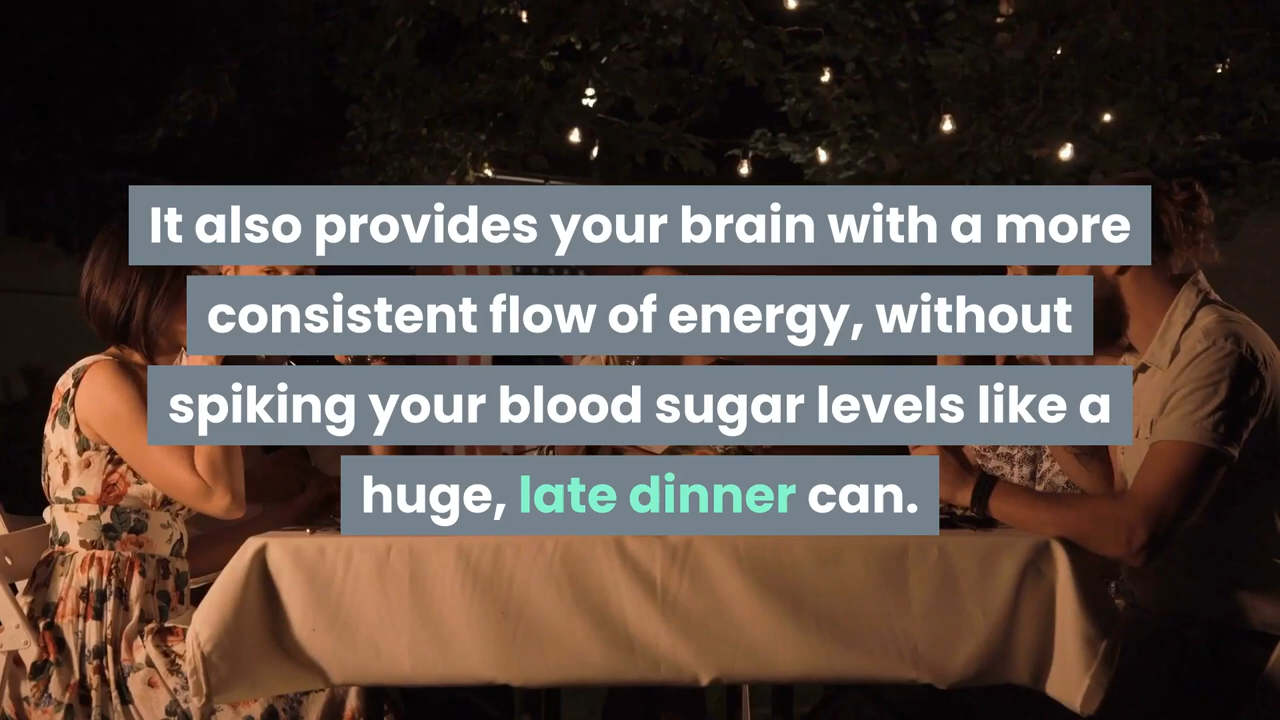 It also provides your brain with a more
consistent flow of energy, without
spiking your blood sugar levels like a
huge, late dinner can.